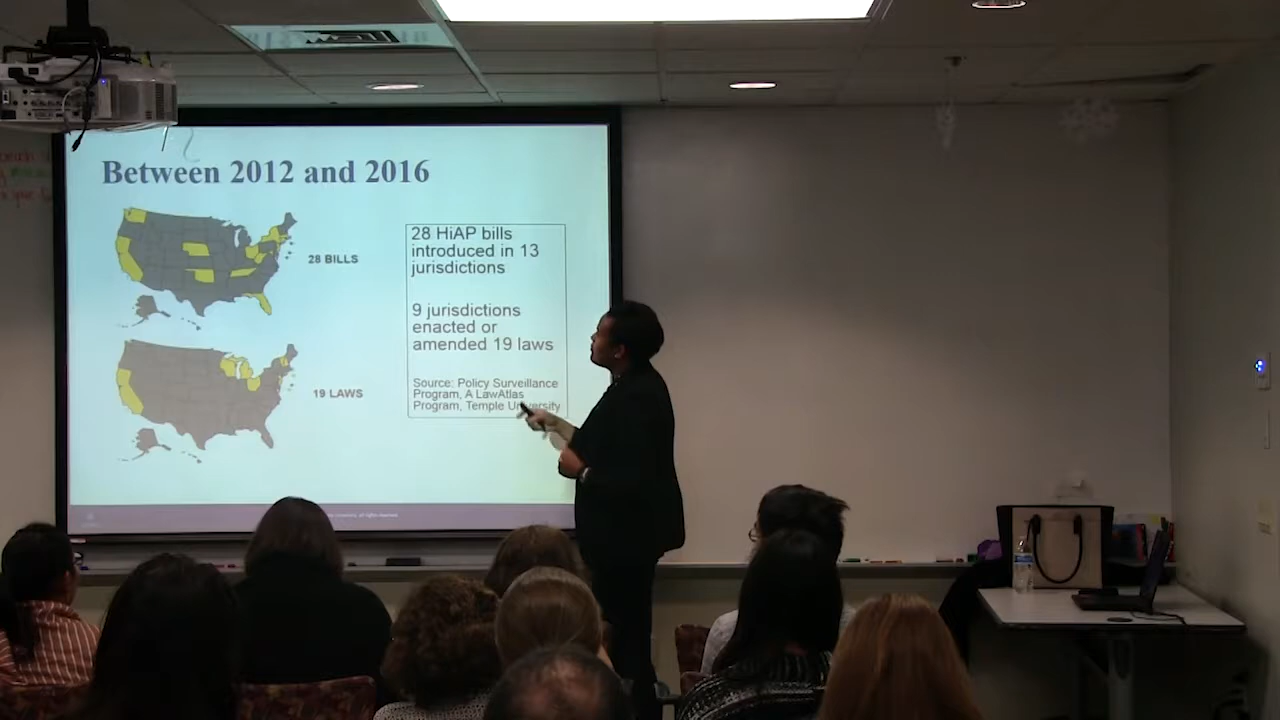 Between 2012 and 2016
28 BILLS
28 HiAP bills
introduced in 13
jurisdictions
9 jurisdictions
enacted or
amended 19 laws
19 LAWS
Source: Policy Surveillance
Program, A LawAtlas
Program, Temple University